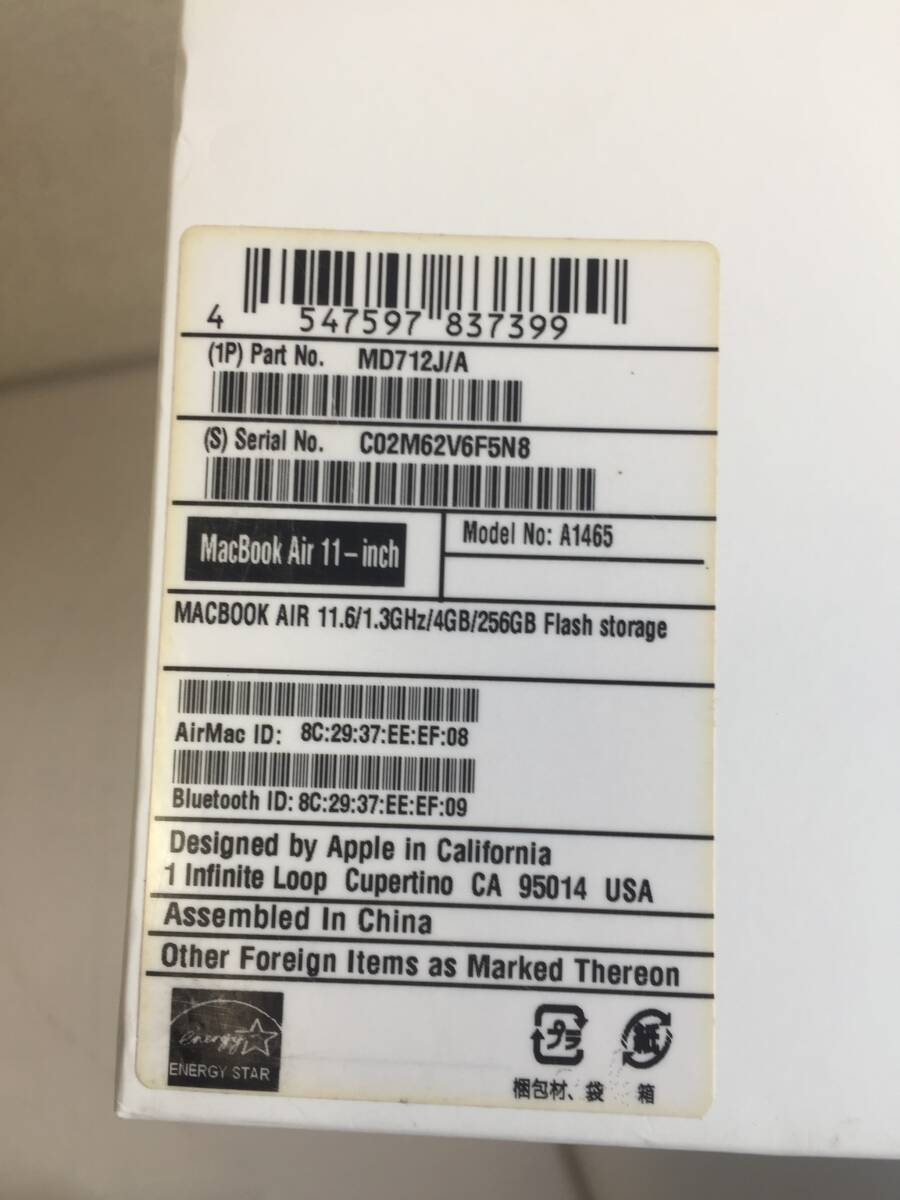 4 547597 837399
(1P) Part No. MD712J/A
(S) Serial No. C02M62V6F5N8
MacBook Air 11-inch
Model No: A1465
MACBOOK AIR 11.6/1.3GHz/4GB/256GB Flash storage
AirMac ID: 8C:29:37:EE:EF:08
Bluetooth ID: 8C:29:37:EE:EF:09
Designed by Apple in California
1 Infinite Loop Cupertino CA 95014 USA
Assembled In China
Other Foreign Items as Marked Thereon
energy
ENERGY STAR
プラ
紙
梱包材、袋
箱